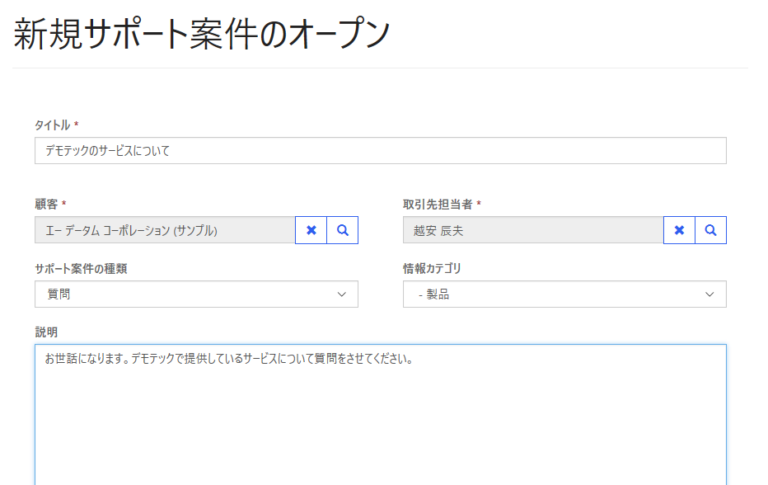 新規サポート案件のオープン
タイトル *
デモテックのサービスについて
顧客 *
取引先担当者 *
エー データム コーポレーション (サンプル)
越安 辰夫
サポート案件の種類
情報カテゴリ
質問
- 製品
説明
お世話になります。デモテックで提供しているサービスについて質問をさせてください。